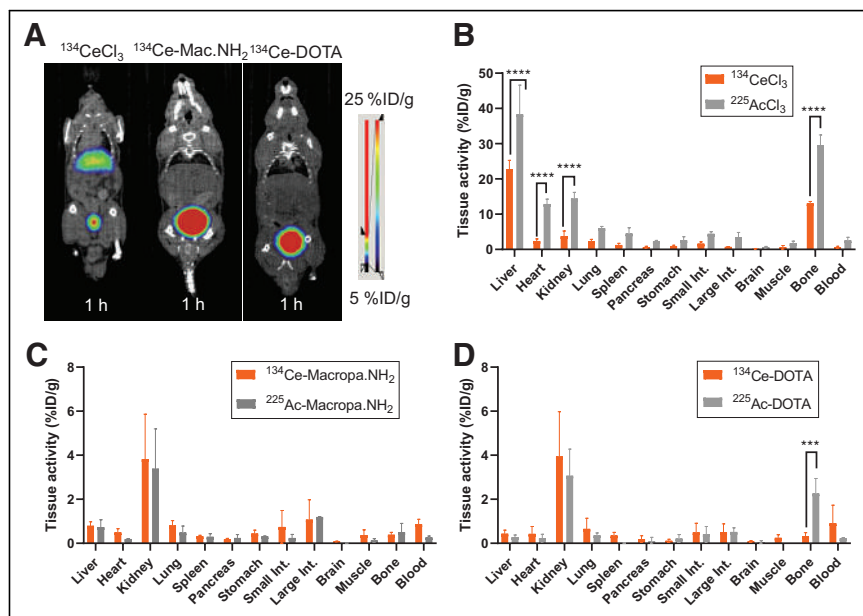 A
¹³⁴CeCl₃ ¹³⁴Ce-Mac.NH₂ ¹³⁴Ce-DOTA
25 %ID/g
5 %ID/g
1 h 1 h 1 h
B
Tissue activity (%ID/g)
50
40
30
20
10
0
¹³⁴CeCl₃
²²⁵AcCl₃
**** **** **** ****
Liver Heart Kidney Lung Spleen Pancreas Stomach Small Int. Large Int. Brain Muscle Bone Blood
C
Tissue activity (%ID/g)
8
6
4
2
0
¹³⁴Ce-Macropa.NH₂
²²⁵Ac-Macropa.NH₂
Liver Heart Kidney Lung Spleen Pancreas Stomach Small Int. Large Int. Brain Muscle Bone Blood
D
Tissue activity (%ID/g)
8
6
4
2
0
¹³⁴Ce-DOTA
²²⁵Ac-DOTA
***
Liver Heart Kidney Lung Spleen Pancreas Stomach Small Int. Large Int. Brain Muscle Bone Blood